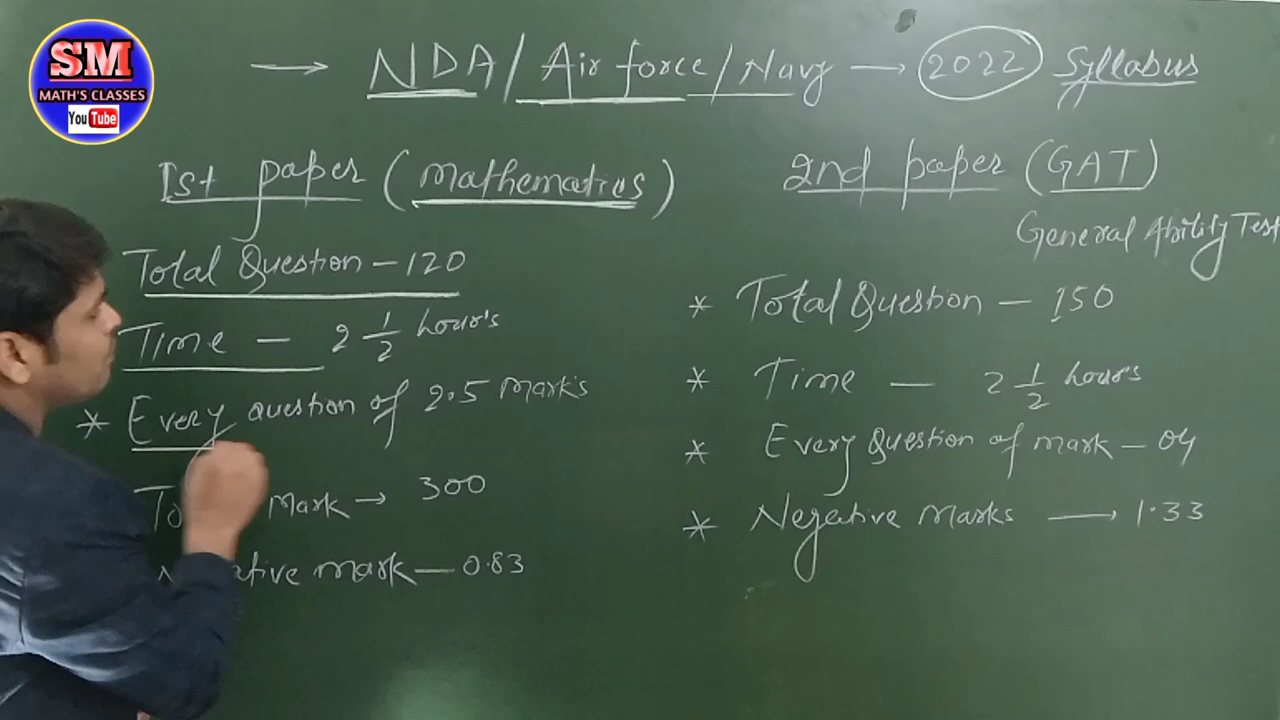 SM
MATH'S CLASSES
YouTube
→ NDA/Air force/Navy → 2022 Syllabus
Ist paper (Mathematics)
Total Question - 120
Time - 2 1/2 hour's
* Every question of 2.5 Marks
Mark → 300
mark - 0.83
2nd paper (GAT)
General Ability Test
* Total Question - 150
* Time - 2 1/2 hour's
* Every Question of mark - 04
* Negative Marks → 1.33